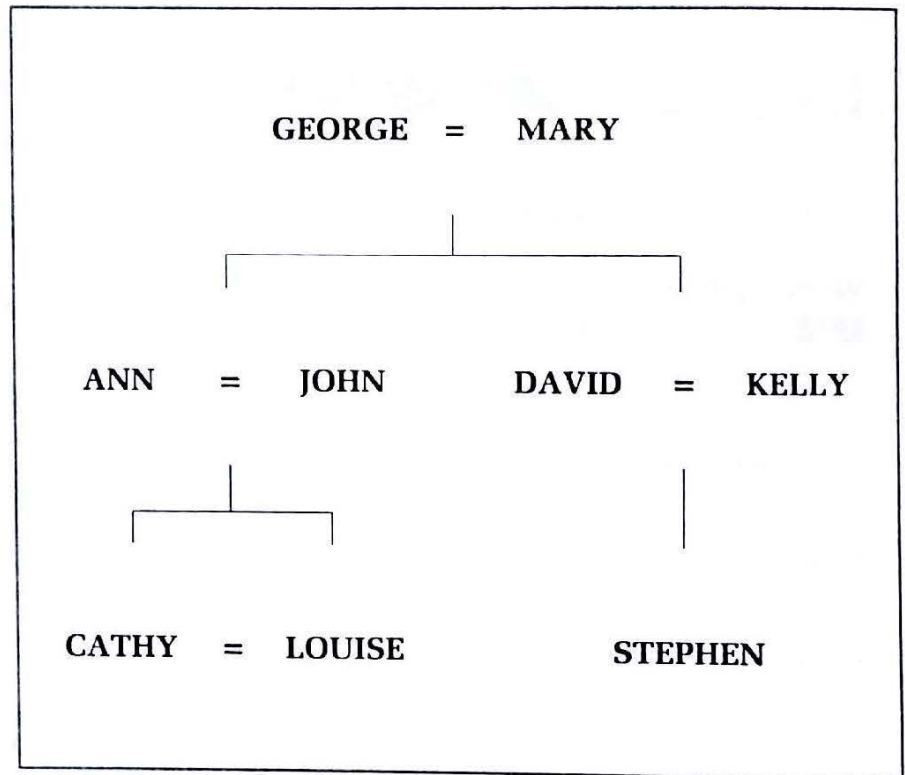 GEORGE = MARY
ANN = JOHN DAVID = KELLY
CATHY = LOUISE STEPHEN